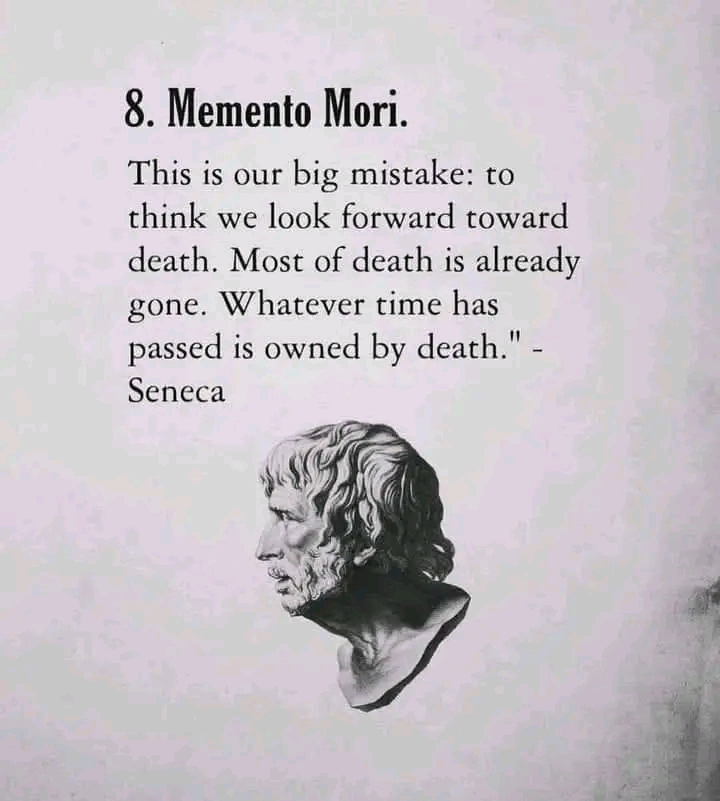 8. Memento Mori.
This is our big mistake: to
think we look forward toward
death. Most of death is already
gone. Whatever time has
passed is owned by death." -
Seneca